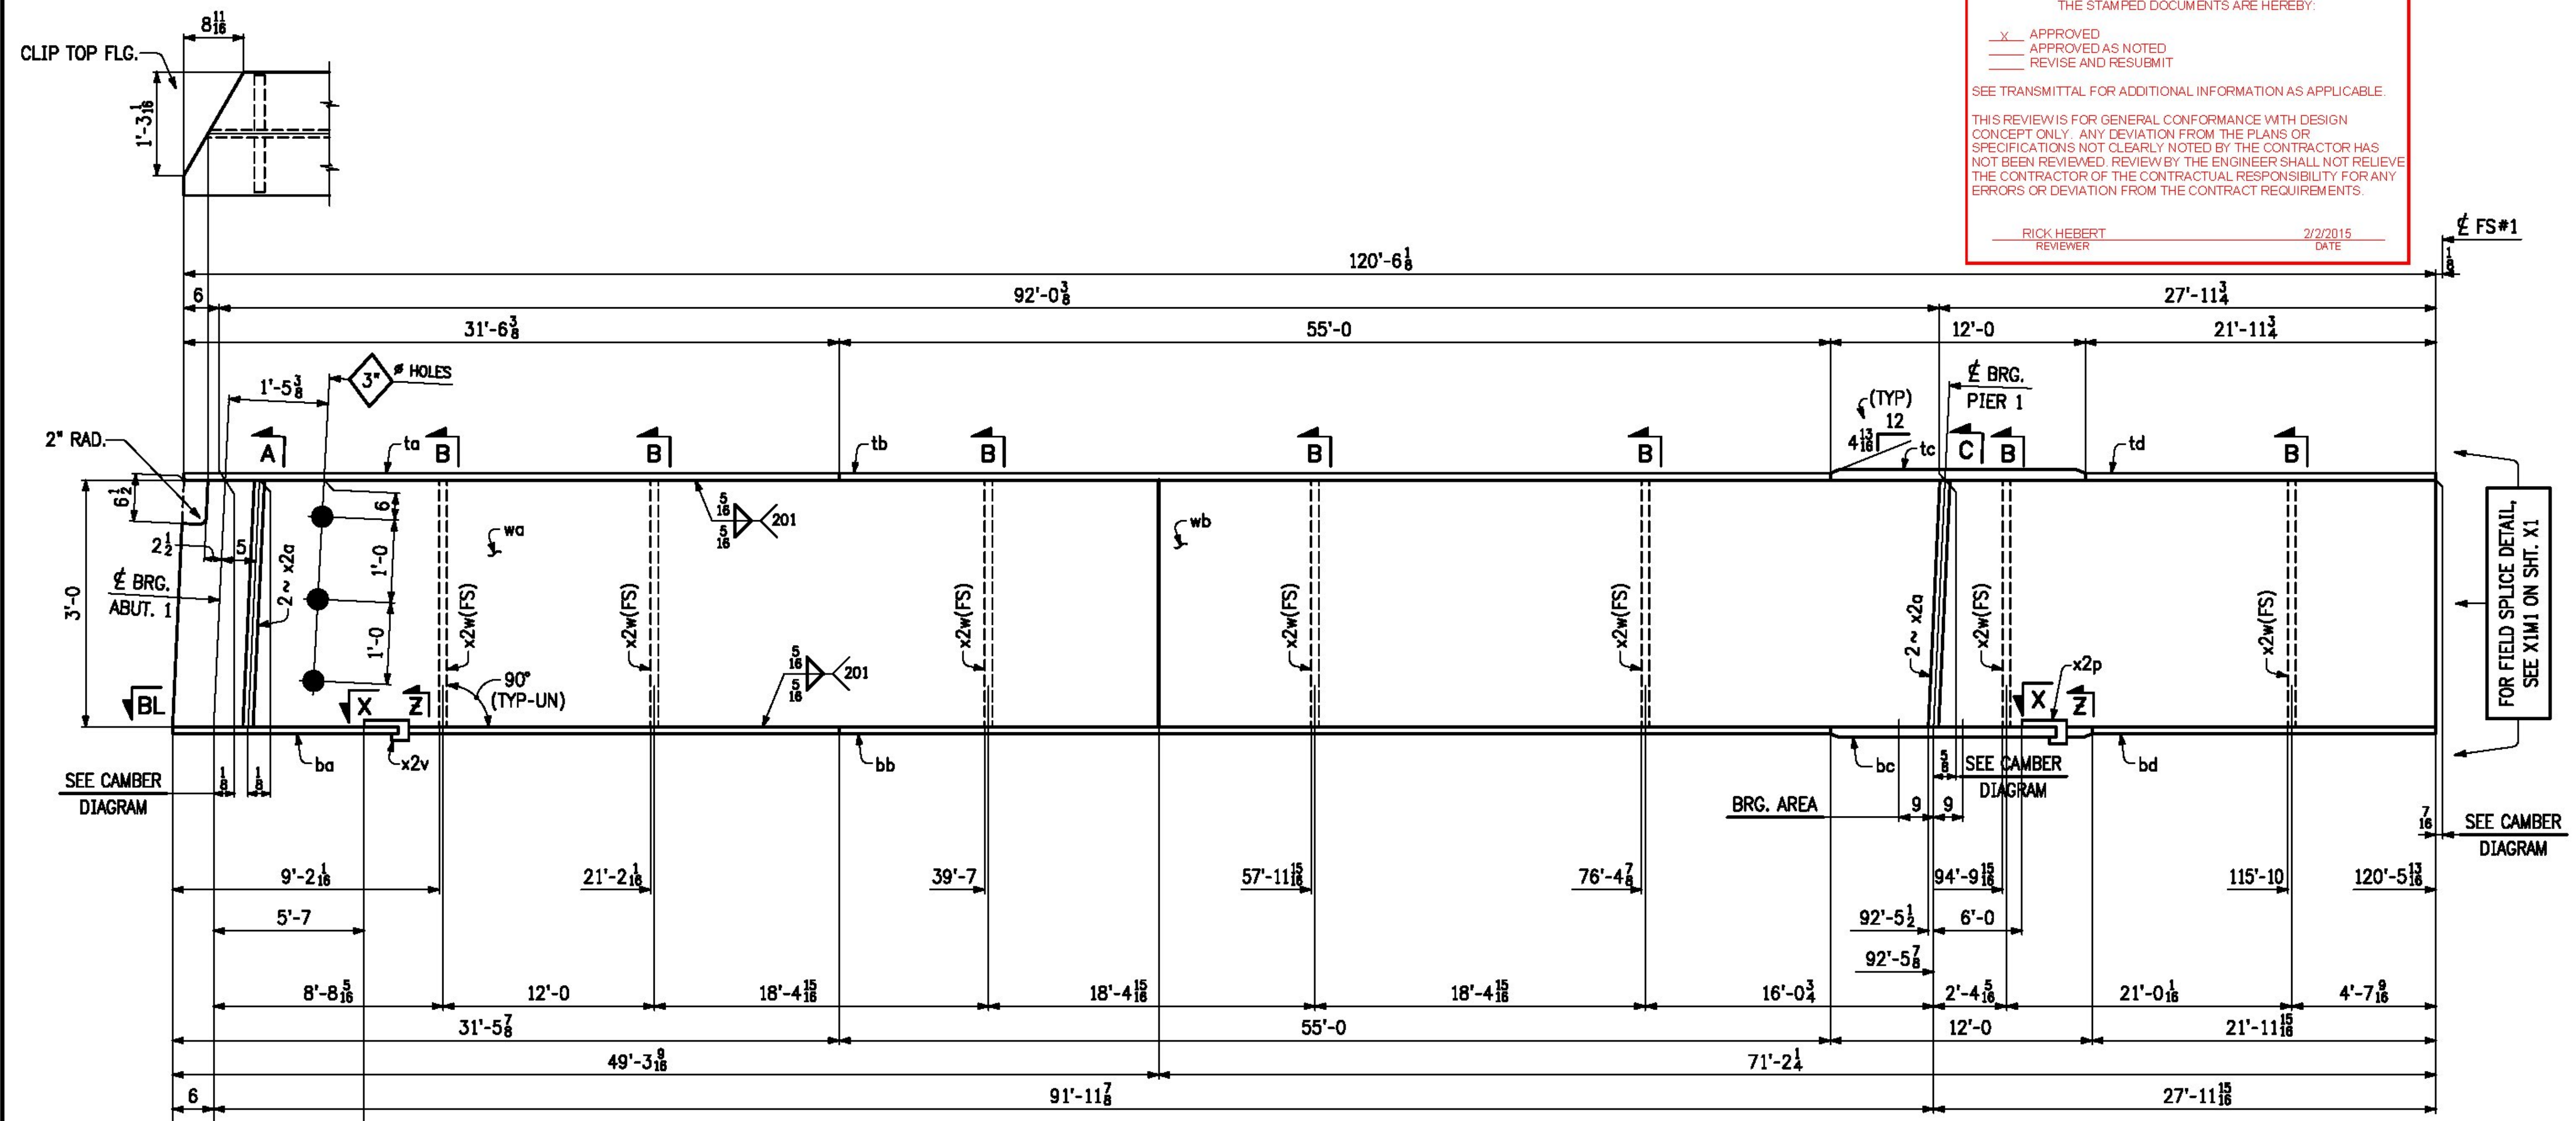 THE STAMPED DOCUMENTS ARE HEREBY:
X APPROVED
APPROVED AS NOTED
REVISE AND RESUBMIT
SEE TRANSMITTAL FOR ADDITIONAL INFORMATION AS APPLICABLE.
THIS REVIEW IS FOR GENERAL CONFORMANCE WITH DESIGN
CONCEPT ONLY. ANY DEVIATION FROM THE PLANS OR
SPECIFICATIONS NOT CLEARLY NOTED BY THE CONTRACTOR HAS
NOT BEEN REVIEWED. REVIEW BY THE ENGINEER SHALL NOT RELIEVE
THE CONTRACTOR OF THE CONTRACTUAL RESPONSIBILITY FOR ANY
ERRORS OR DEVIATION FROM THE CONTRACT REQUIREMENTS.
RICK HEBERT 2/2/2015
REVIEWER DATE
8 11/16
CLIP TOP FLG.
1'-3 1/16
℄ FS#1
120'-6 1/8
1/8
6 92'-0 3/8 27'-11 3/4
31'-6 3/8 55'-0 12'-0 21'-11 3/4
3" ø HOLES
1'-5 3/8
℄ BRG.
PIER 1
(TYP)
12
4 13/16
2" RAD.
A ta B B tb B B B tc C B td B
6 1/2
6
5/16
5/16 201
wa
wb
1'-0
2 1/2 5
3'-0
℄ BRG.
ABUT. 1
2 ~ x2a
x2w(FS)
x2w(FS)
x2w(FS)
x2w(FS)
x2w(FS)
2 ~ x2a
x2w(FS)
x2w(FS)
1'-0
FOR FIELD SPLICE DETAIL,
SEE X1M1 ON SHT. X1
5/16
5/16 201
x2p
90°
(TYP-UN)
BL X Z X Z
ba x2v bb bc bd
SEE CAMBER
DIAGRAM
1/8 1/8
5/8
SEE CAMBER
DIAGRAM
BRG. AREA 9 9
7/16
SEE CAMBER
DIAGRAM
9'-2 1/16 21'-2 1/16 39'-7 57'-11 15/16 76'-4 7/8 94'-9 15/16 115'-10 120'-5 13/16
5'-7 92'-5 1/2 6'-0
92'-5 7/8
8'-8 5/16 12'-0 18'-4 15/16 18'-4 15/16 18'-4 15/16 16'-0 3/4 2'-4 5/16 21'-0 1/16 4'-7 9/16
31'-5 7/8 55'-0 12'-0 21'-11 15/16
49'-3 9/16 71'-2 1/4
6 91'-11 7/8 27'-11 15/16